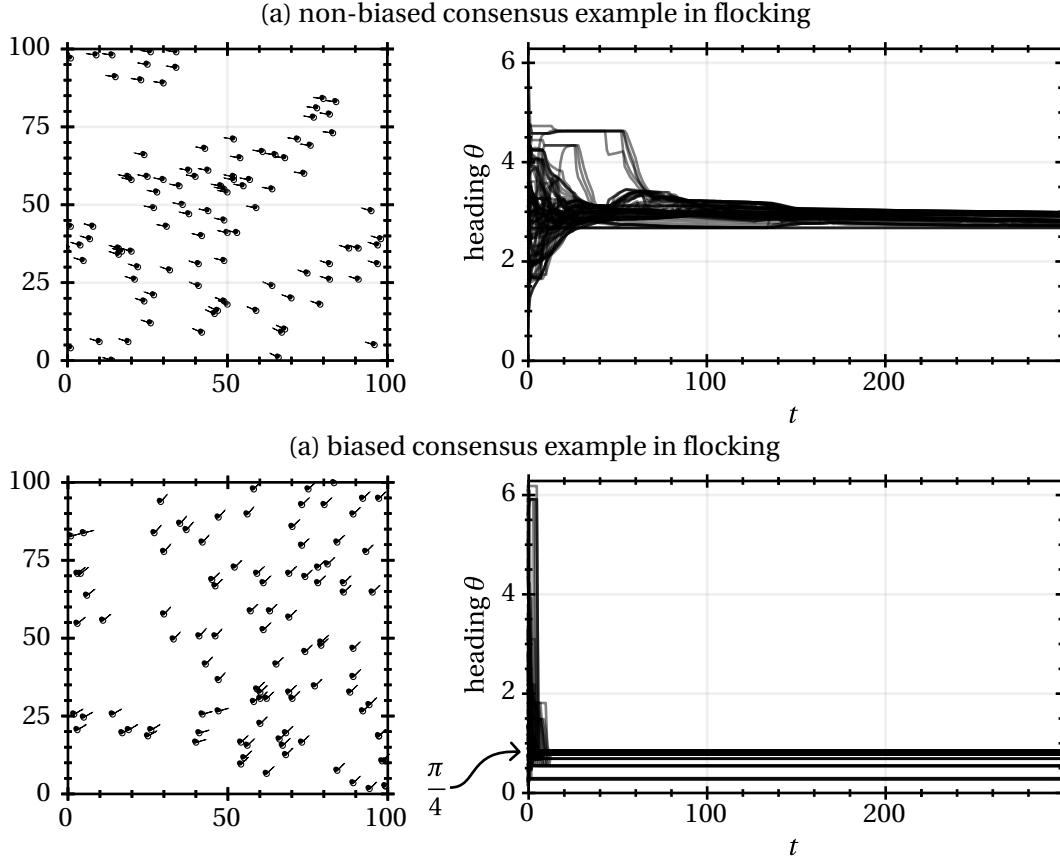 (a) non-biased consensus example in flocking
100
75
50
25
0
0 50 100
6
4
2
0
heading θ
0 100 200
t
(a) biased consensus example in flocking
100
75
50
25
0
0 50 100
6
4
2
0
heading θ
π
4
0 100 200
t